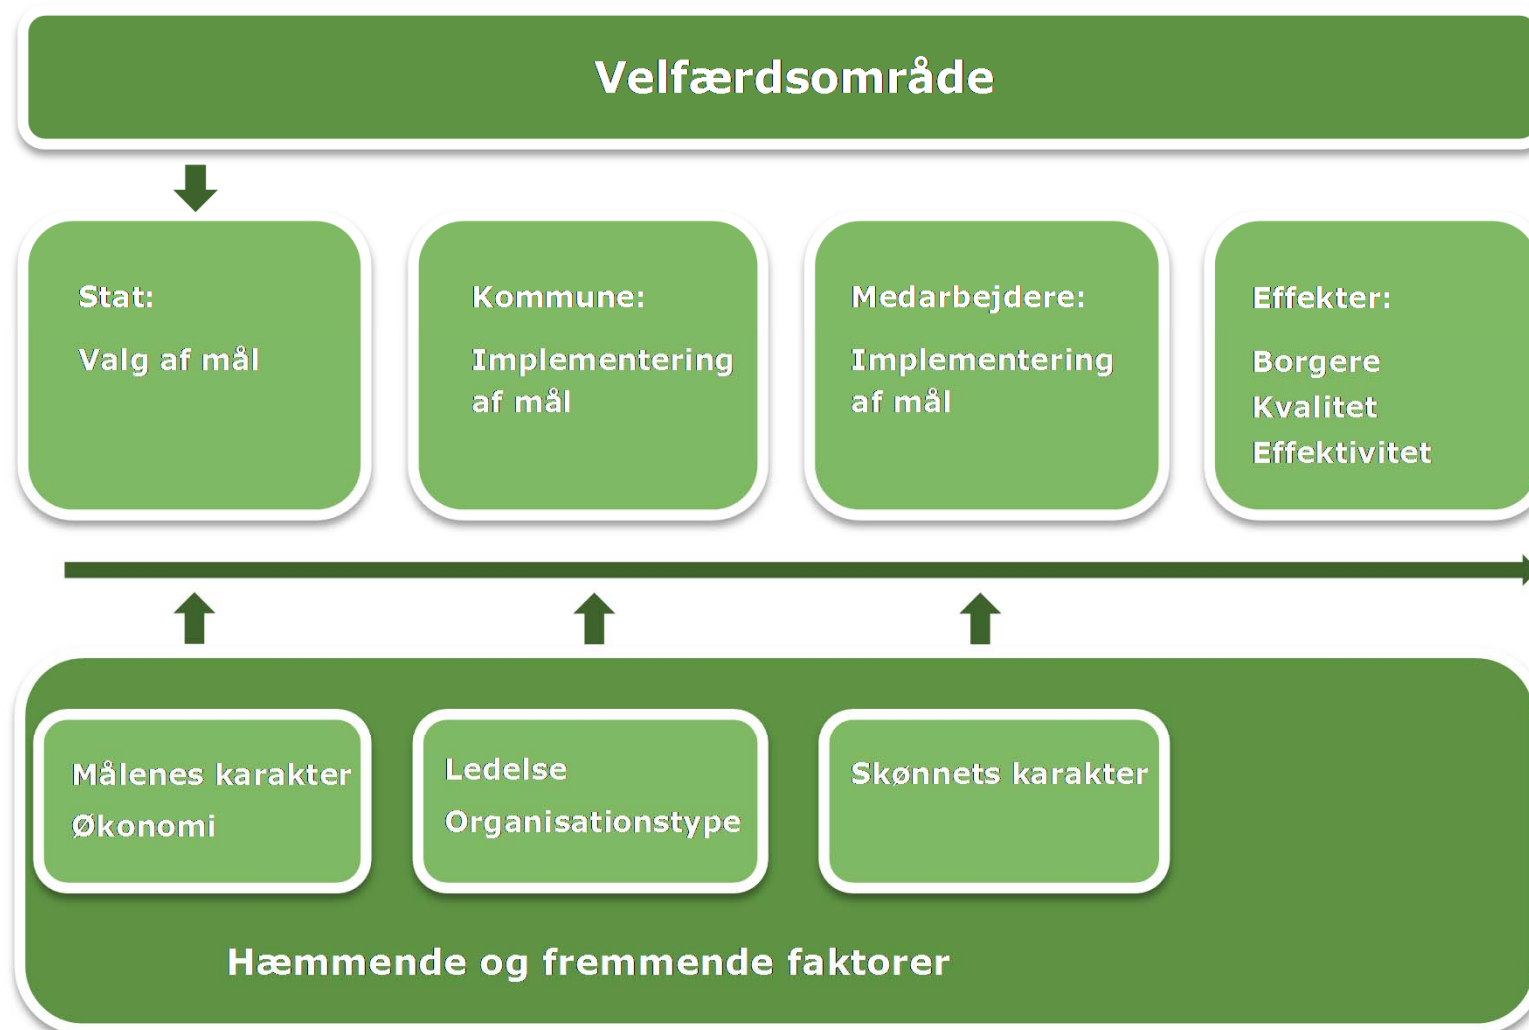 Velfærdsområde
Stat:
Valg af mål
Kommune:
Implementering
af mål
Medarbejdere:
Implementering
af mål
Effekter:
Borgere
Kvalitet
Effektivitet
Målenes karakter
Økonomi
Ledelse
Organisationstype
Skønnets karakter
Hæmmende og fremmende faktorer